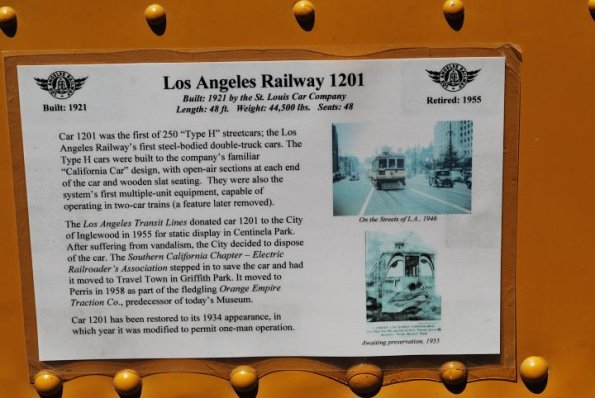 Los Angeles Railway 1201
Built: 1921
Built: 1921 by the St. Louis Car Company
Length: 48 ft. Weight: 44,500 lbs. Seats: 48
Retired: 1955
Car 1201 was the first of 250 “Type H” streetcars; the Los
Angeles Railway’s first steel-bodied double-truck cars. The
Type H cars were built to the company’s familiar
“California Car” design, with open-air sections at each end
of the car and wooden slat seating. They were also the
system’s first multiple-unit equipment, capable of
operating in two-car trains (a feature later removed).
The Los Angeles Transit Lines donated car 1201 to the City
of Inglewood in 1955 for static display in Centinela Park.
After suffering from vandalism, the City decided to dispose
of the car. The Southern California Chapter – Electric
Railroader’s Association stepped in to save the car and had
it moved to Travel Town in Griffith Park. It moved to
Perris in 1958 as part of the fledgling Orange Empire
Traction Co., predecessor of today’s Museum.
Car 1201 has been restored to its 1934 appearance, in
which year it was modified to permit one-man operation.
On the Streets of L.A., 1946
Awaiting preservation, 1955